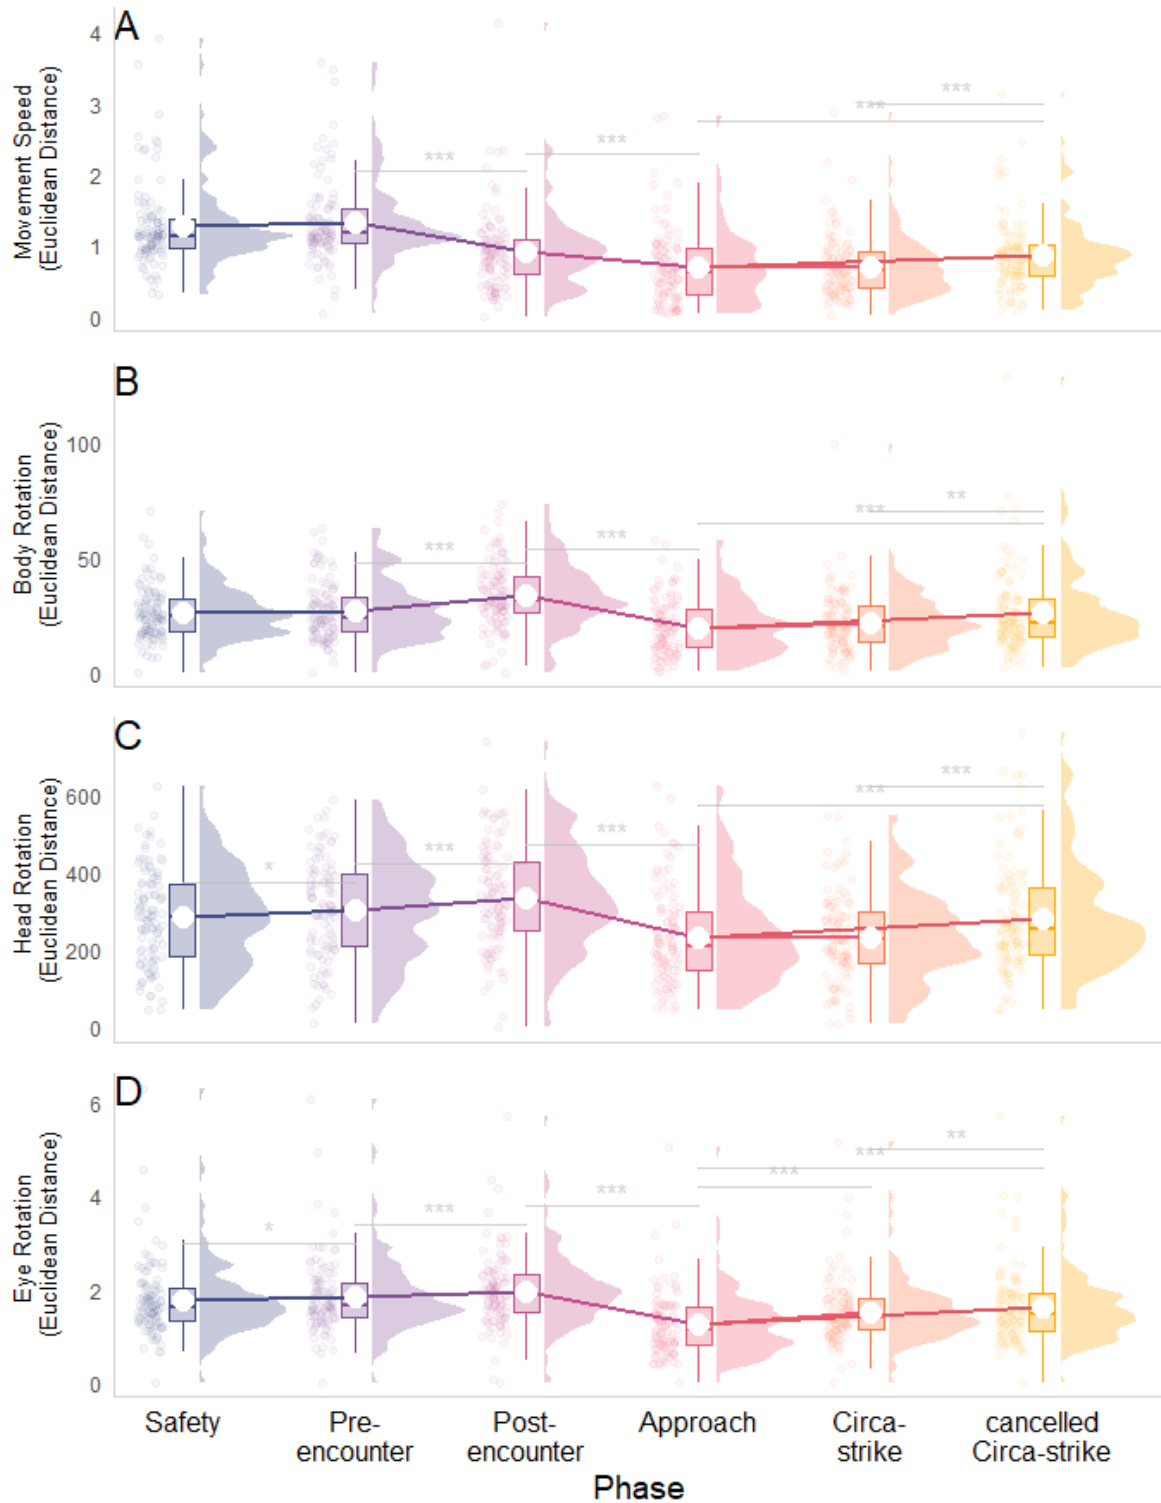 A
Movement Speed
(Euclidean Distance)
4
3
2
1
0
***
***
***
***
B
Body Rotation
(Euclidean Distance)
100
50
0
***
***
***
**
C
Head Rotation
(Euclidean Distance)
600
400
200
0
*
***
***
***
***
D
Eye Rotation
(Euclidean Distance)
6
4
2
0
*
***
***
***
***
**
Safety
Pre-
encounter
Post-
encounter
Approach
Circa-
strike
cancelled
Circa-strike
Phase